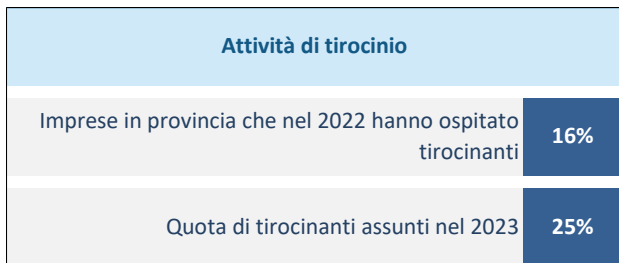 Attività di tirocinio
Imprese in provincia che nel 2022 hanno ospitato
tirocinanti
16%
Quota di tirocinanti assunti nel 2023
25%